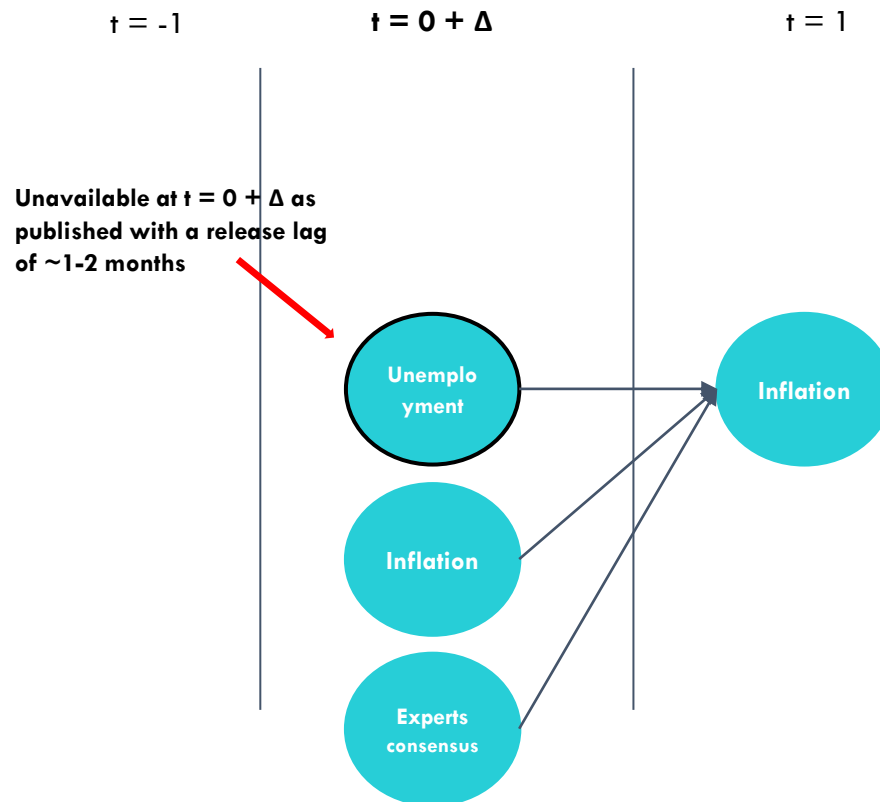 t = -1
t = 0 + Δ
t = 1
Unavailable at t = 0 + Δ as
published with a release lag
of ~1-2 months
Unemplo
yment
Inflation
Inflation
Experts
consensus